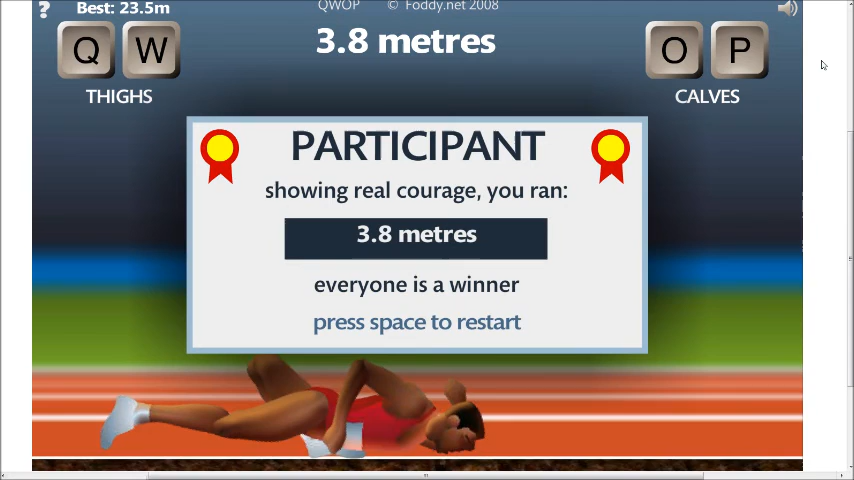 ? Best: 23.5m
QWOP © Foddy.net 2008
3.8 metres
Q W
O P
THIGHS
CALVES
PARTICIPANT
showing real courage, you ran:
3.8 metres
everyone is a winner
press space to restart